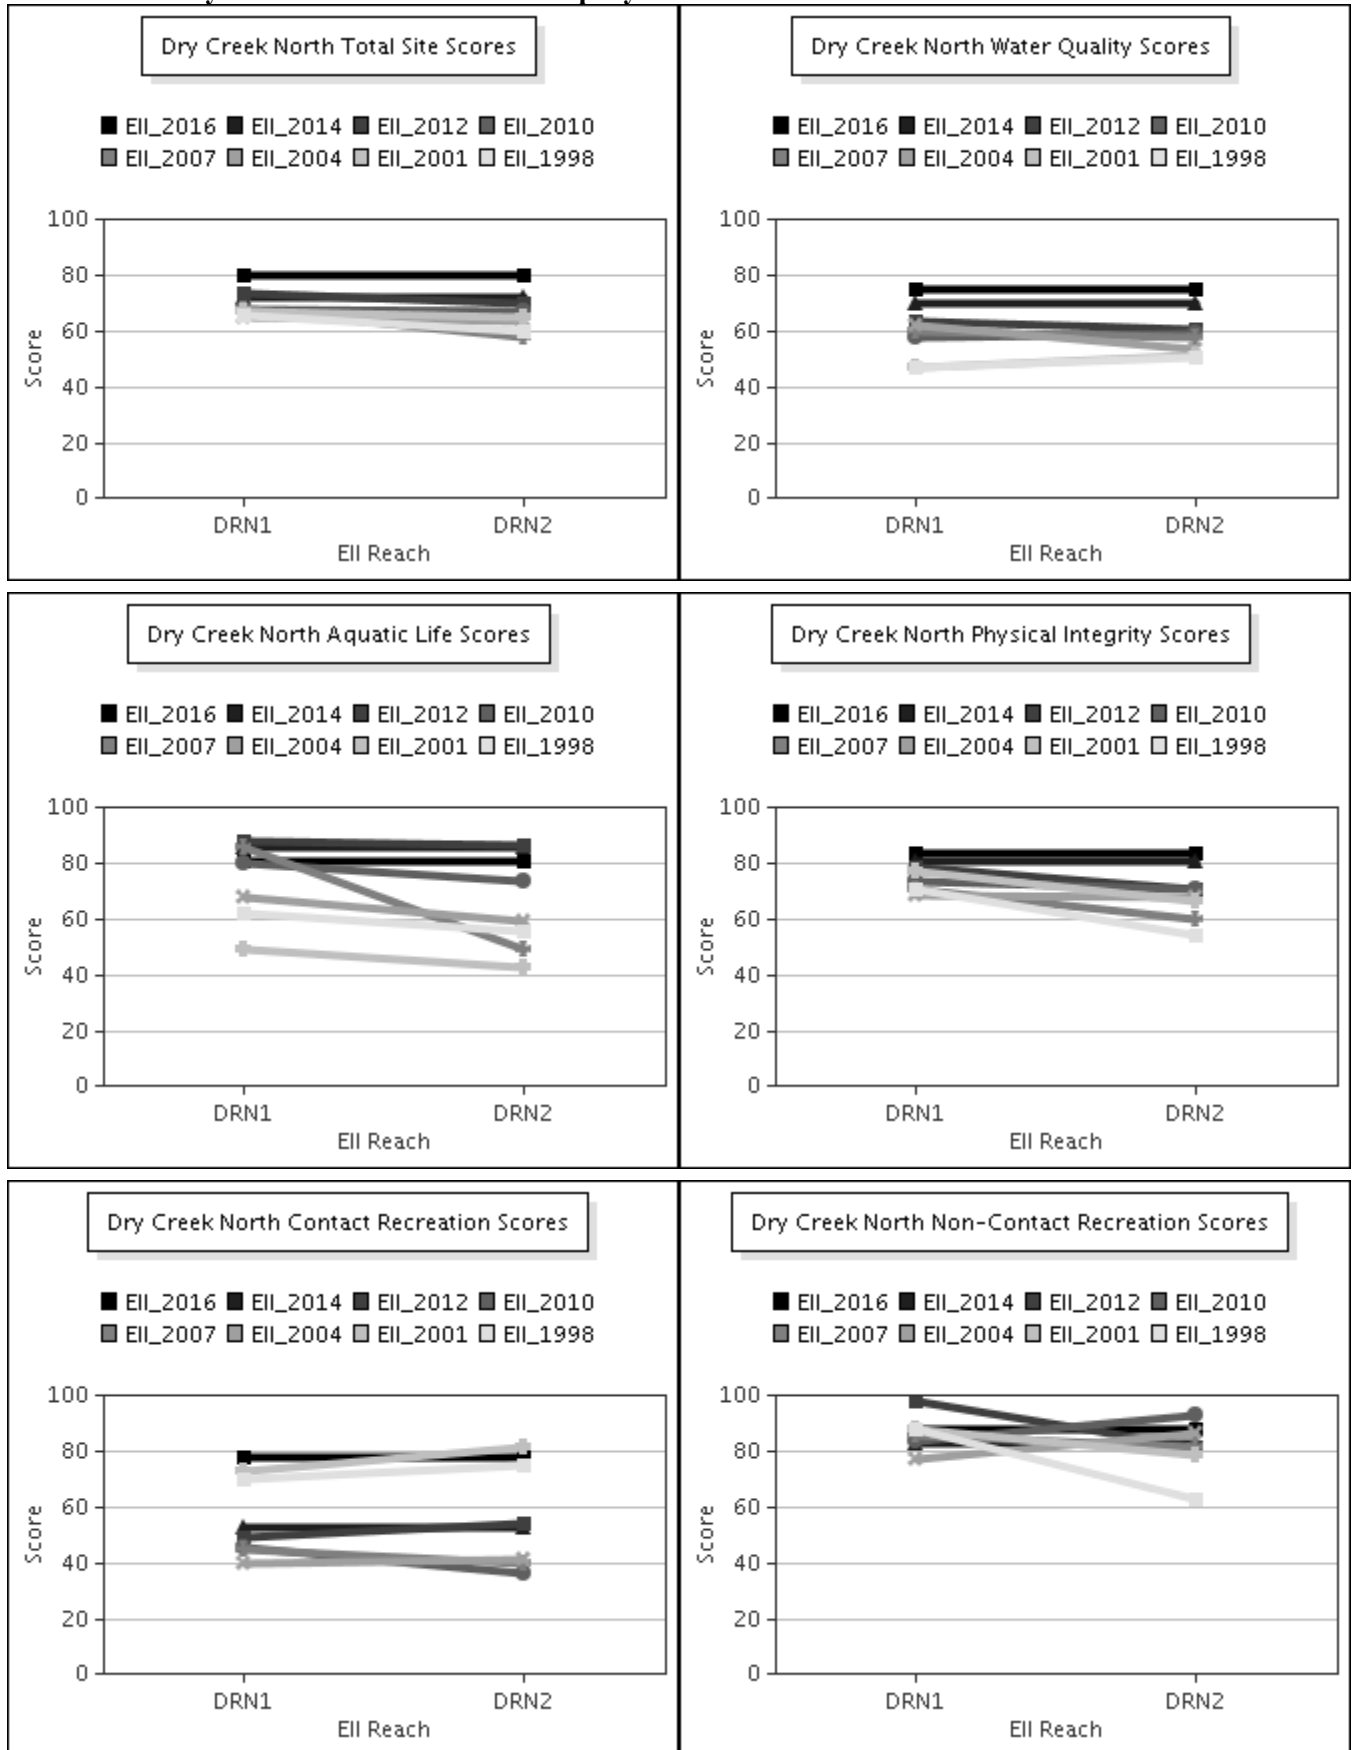 Dry Creek North Total Site Scores
EII_2016 EII_2014 EII_2012 EII_2010
EII_2007 EII_2004 EII_2001 EII_1998
100
80
60
40
20
0
Score
DRN1 DRN2
EII Reach
Dry Creek North Water Quality Scores
EII_2016 EII_2014 EII_2012 EII_2010
EII_2007 EII_2004 EII_2001 EII_1998
100
80
60
40
20
0
Score
DRN1 DRN2
EII Reach
Dry Creek North Aquatic Life Scores
EII_2016 EII_2014 EII_2012 EII_2010
EII_2007 EII_2004 EII_2001 EII_1998
100
80
60
40
20
0
Score
DRN1 DRN2
EII Reach
Dry Creek North Physical Integrity Scores
EII_2016 EII_2014 EII_2012 EII_2010
EII_2007 EII_2004 EII_2001 EII_1998
100
80
60
40
20
0
Score
DRN1 DRN2
EII Reach
Dry Creek North Contact Recreation Scores
EII_2016 EII_2014 EII_2012 EII_2010
EII_2007 EII_2004 EII_2001 EII_1998
100
80
60
40
20
0
Score
DRN1 DRN2
EII Reach
Dry Creek North Non-Contact Recreation Scores
EII_2016 EII_2014 EII_2012 EII_2010
EII_2007 EII_2004 EII_2001 EII_1998
100
80
60
40
20
0
Score
DRN1 DRN2
EII Reach